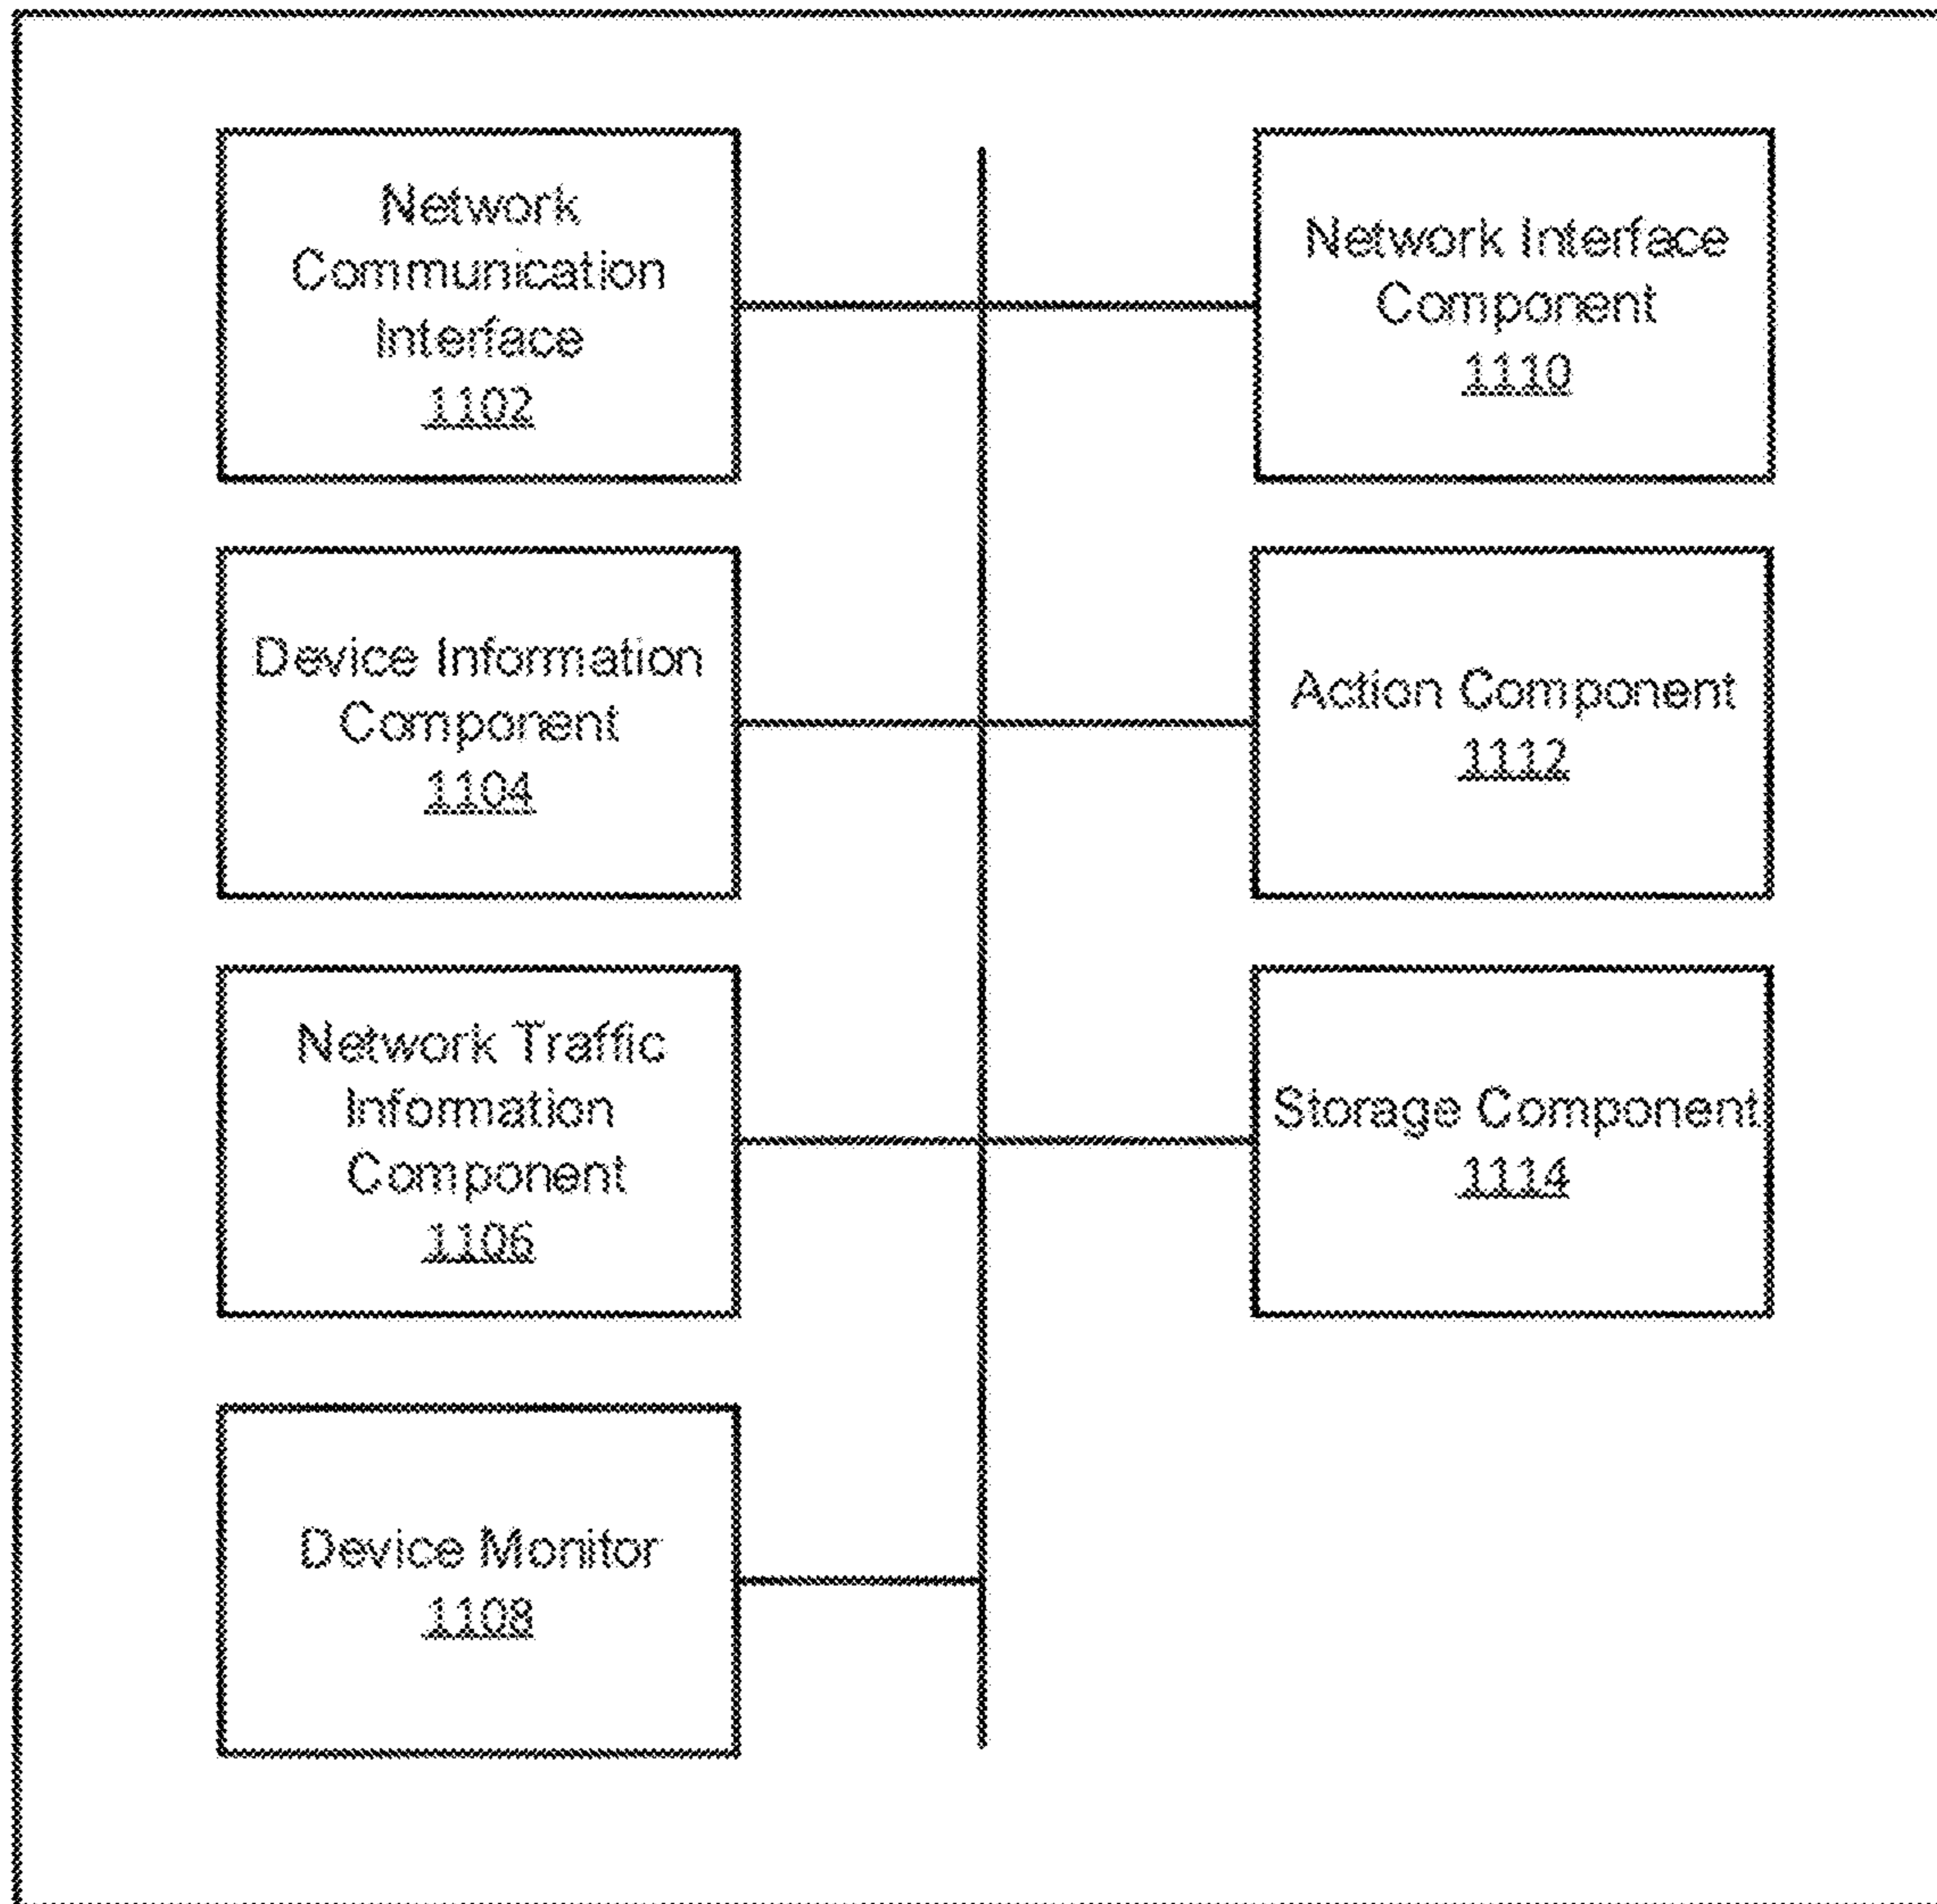 Network
Communication
Interface
1102
Network Interface
Component
1110
Device Information
Component
1104
Action Component
1112
Network Traffic
Information
Component
1106
Storage Component
1114
Device Monitor
1108